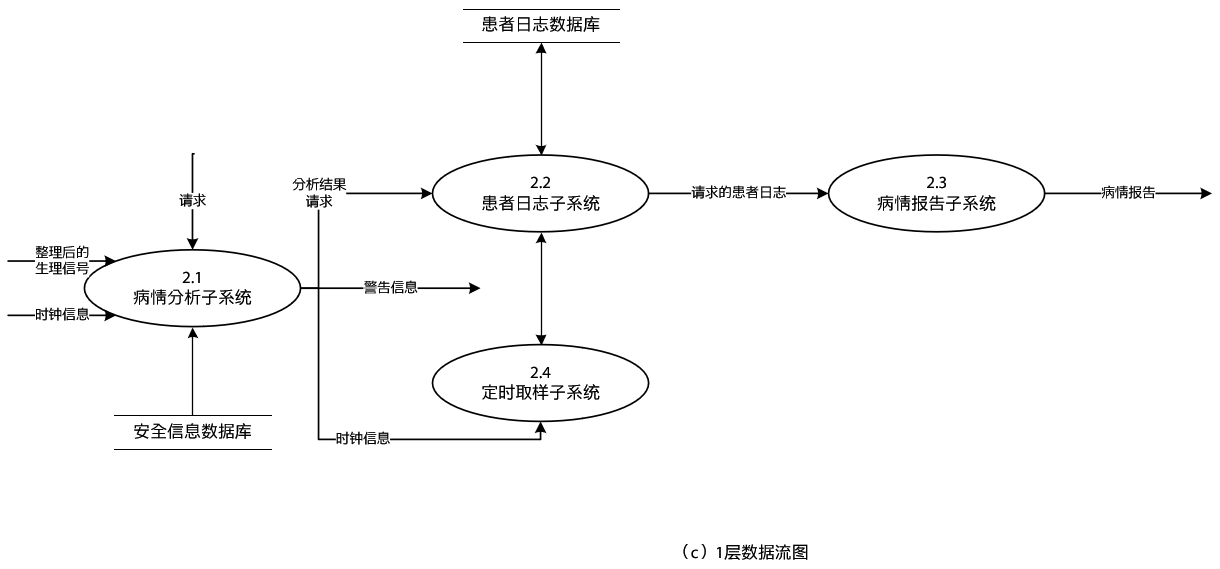 患者日志数据库
请求
分析结果
请求
2.2
患者日志子系统
请求的患者日志
2.3
病情报告子系统
病情报告
整理后的
生理信号
2.1
病情分析子系统
警告信息
时钟信息
2.4
定时取样子系统
安全信息数据库
时钟信息
（c）1层数据流图